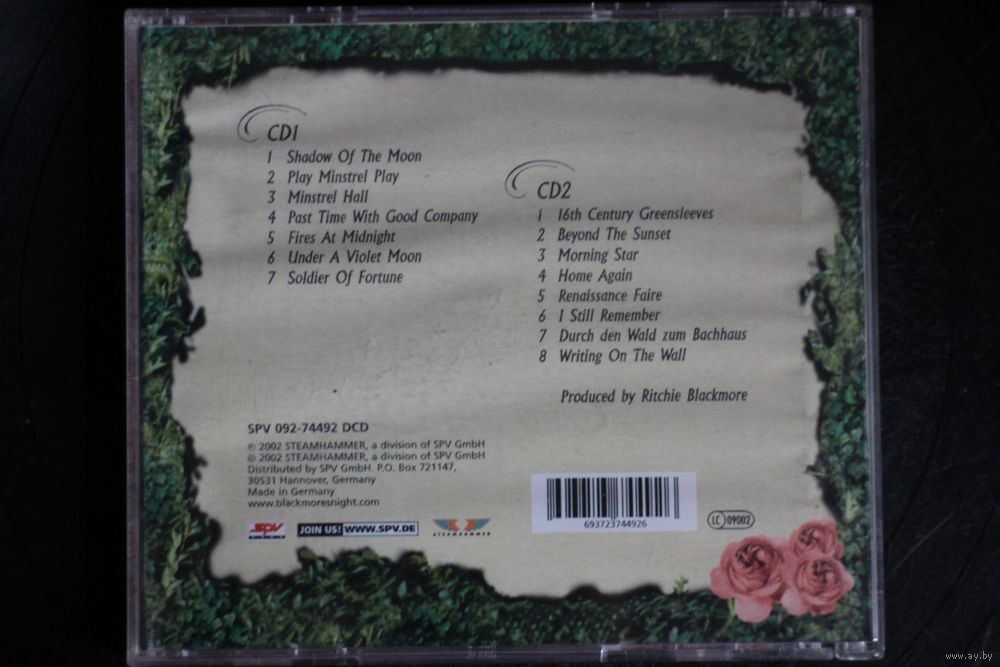 CD1
1 Shadow Of The Moon
2 Play Minstrel Play
3 Minstrel Hall
4 Past Time With Good Company
5 Fires At Midnight
6 Under A Violet Moon
7 Soldier Of Fortune
CD2
1 16th Century Greensleeves
2 Beyond The Sunset
3 Morning Star
4 Home Again
5 Renaissance Faire
6 I Still Remember
7 Durch den Wald zum Bachhaus
8 Writing On The Wall
Produced by Ritchie Blackmore
SPV 092-74492 DCD
℗ 2002 STEAMHAMMER, a division of SPV GmbH
© 2002 STEAMHAMMER, a division of SPV GmbH
Distributed by SPV GmbH. P.O. Box 721147,
30531 Hannover, Germany
Made in Germany
www.blackmoresnight.com
SPV
JOIN US! WWW.SPV.DE
STEAMHAMMER
693723744926
LC 09002
www.ay.by